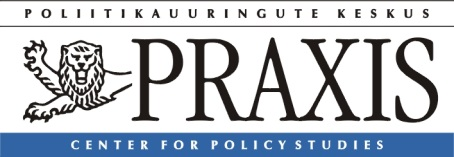 POLIITIKAUURINGUTE KESKUS
PRAXIS
CENTER FOR POLICY STUDIES